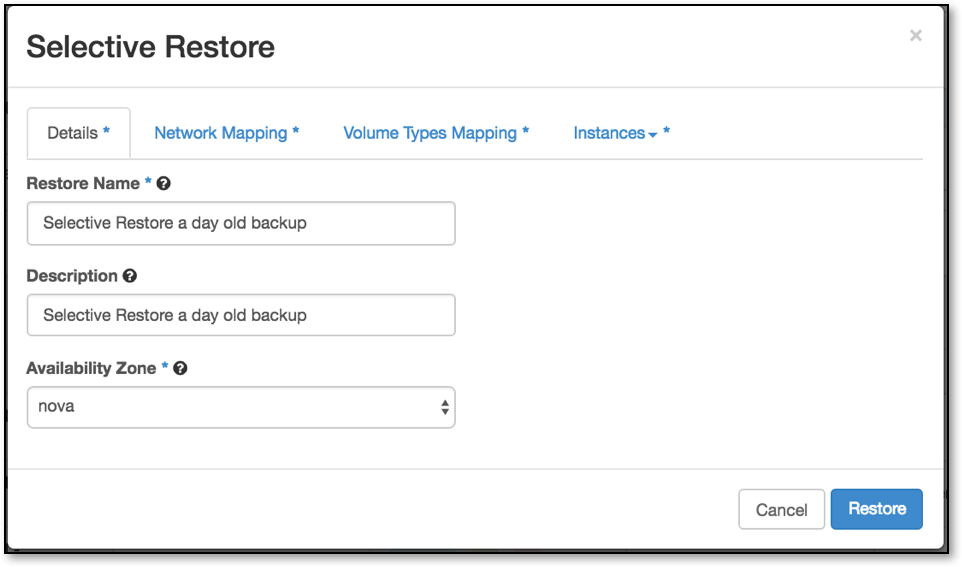 Selective Restore ×
Details * Network Mapping * Volume Types Mapping * Instances *
Restore Name * ?
Selective Restore a day old backup
Description ?
Selective Restore a day old backup
Availability Zone * ?
nova
Cancel Restore